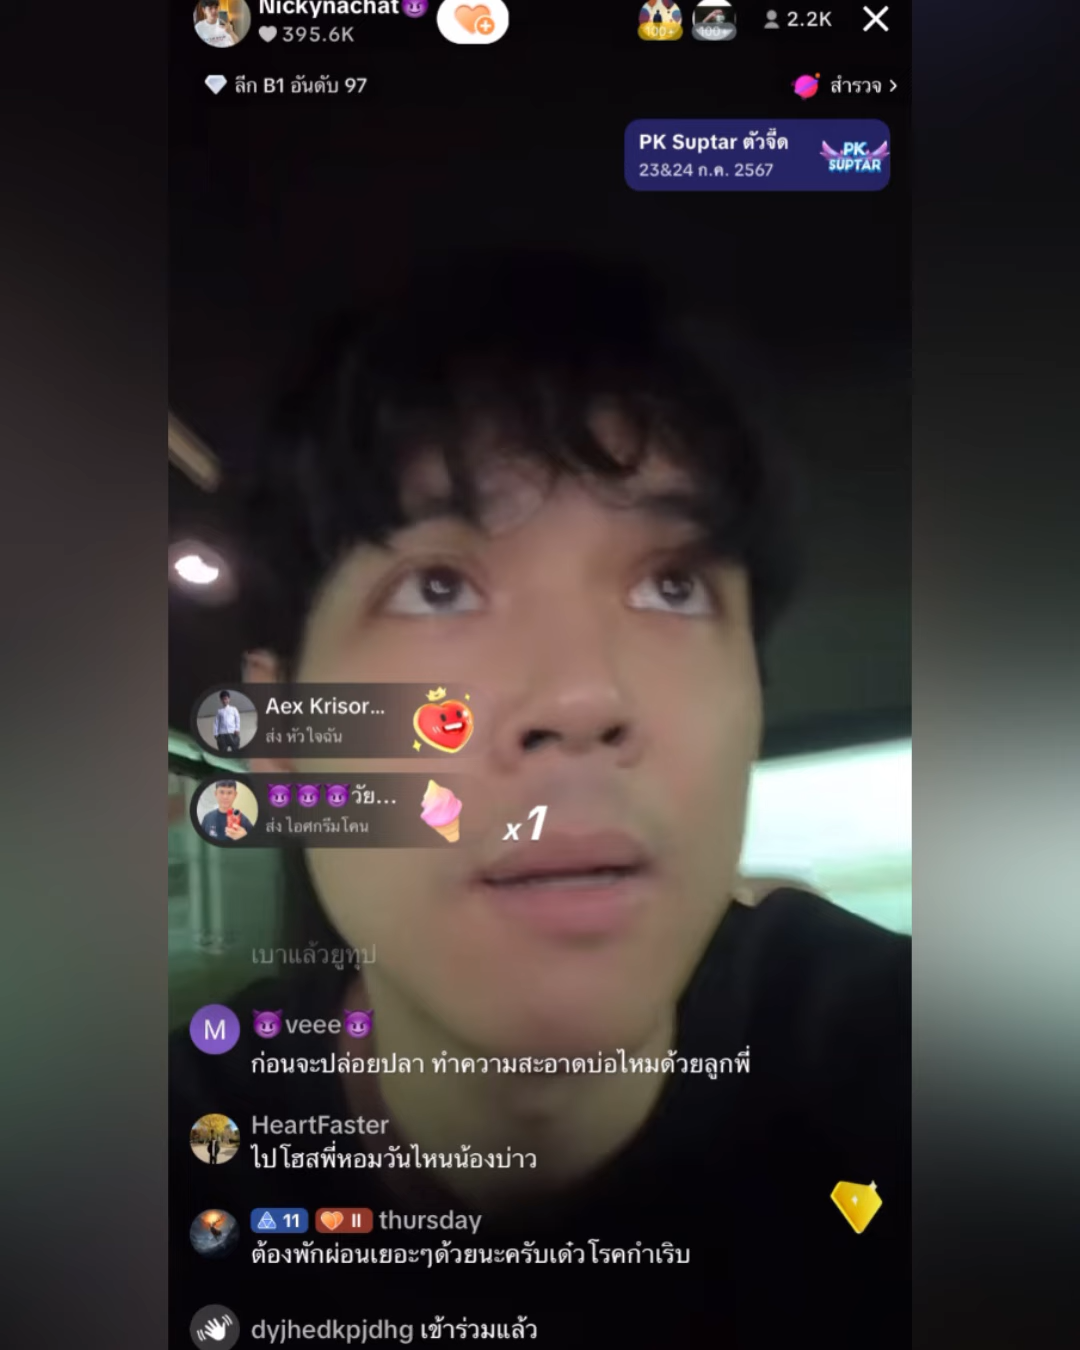 Nickynachat😈
395.6K
100+
100+
2.2K
ลีก B1 อันดับ 97
สำรวจ >
PK Suptar ตัวจี๊ด
23&24 ก.ค. 2567
PK
SUPTAR
Aex Krisor...
ส่ง หัวใจฉัน
😈😈😈วัย...
ส่ง ไอศกรีมโคน
x1
เบาแล้วยูทูป
M
😈veee😈
ก่อนจะปล่อยปลา ทำความสะอาดบ่อไหมด้วยลูกพี่
HeartFaster
ไปโฮสพี่หอมวันไหนน้องบ่าว
11 II thursday
ต้องพักผ่อนเยอะๆด้วยนะครับเด๋วโรคกำเริบ
dyjhedkpjdhg เข้าร่วมแล้ว